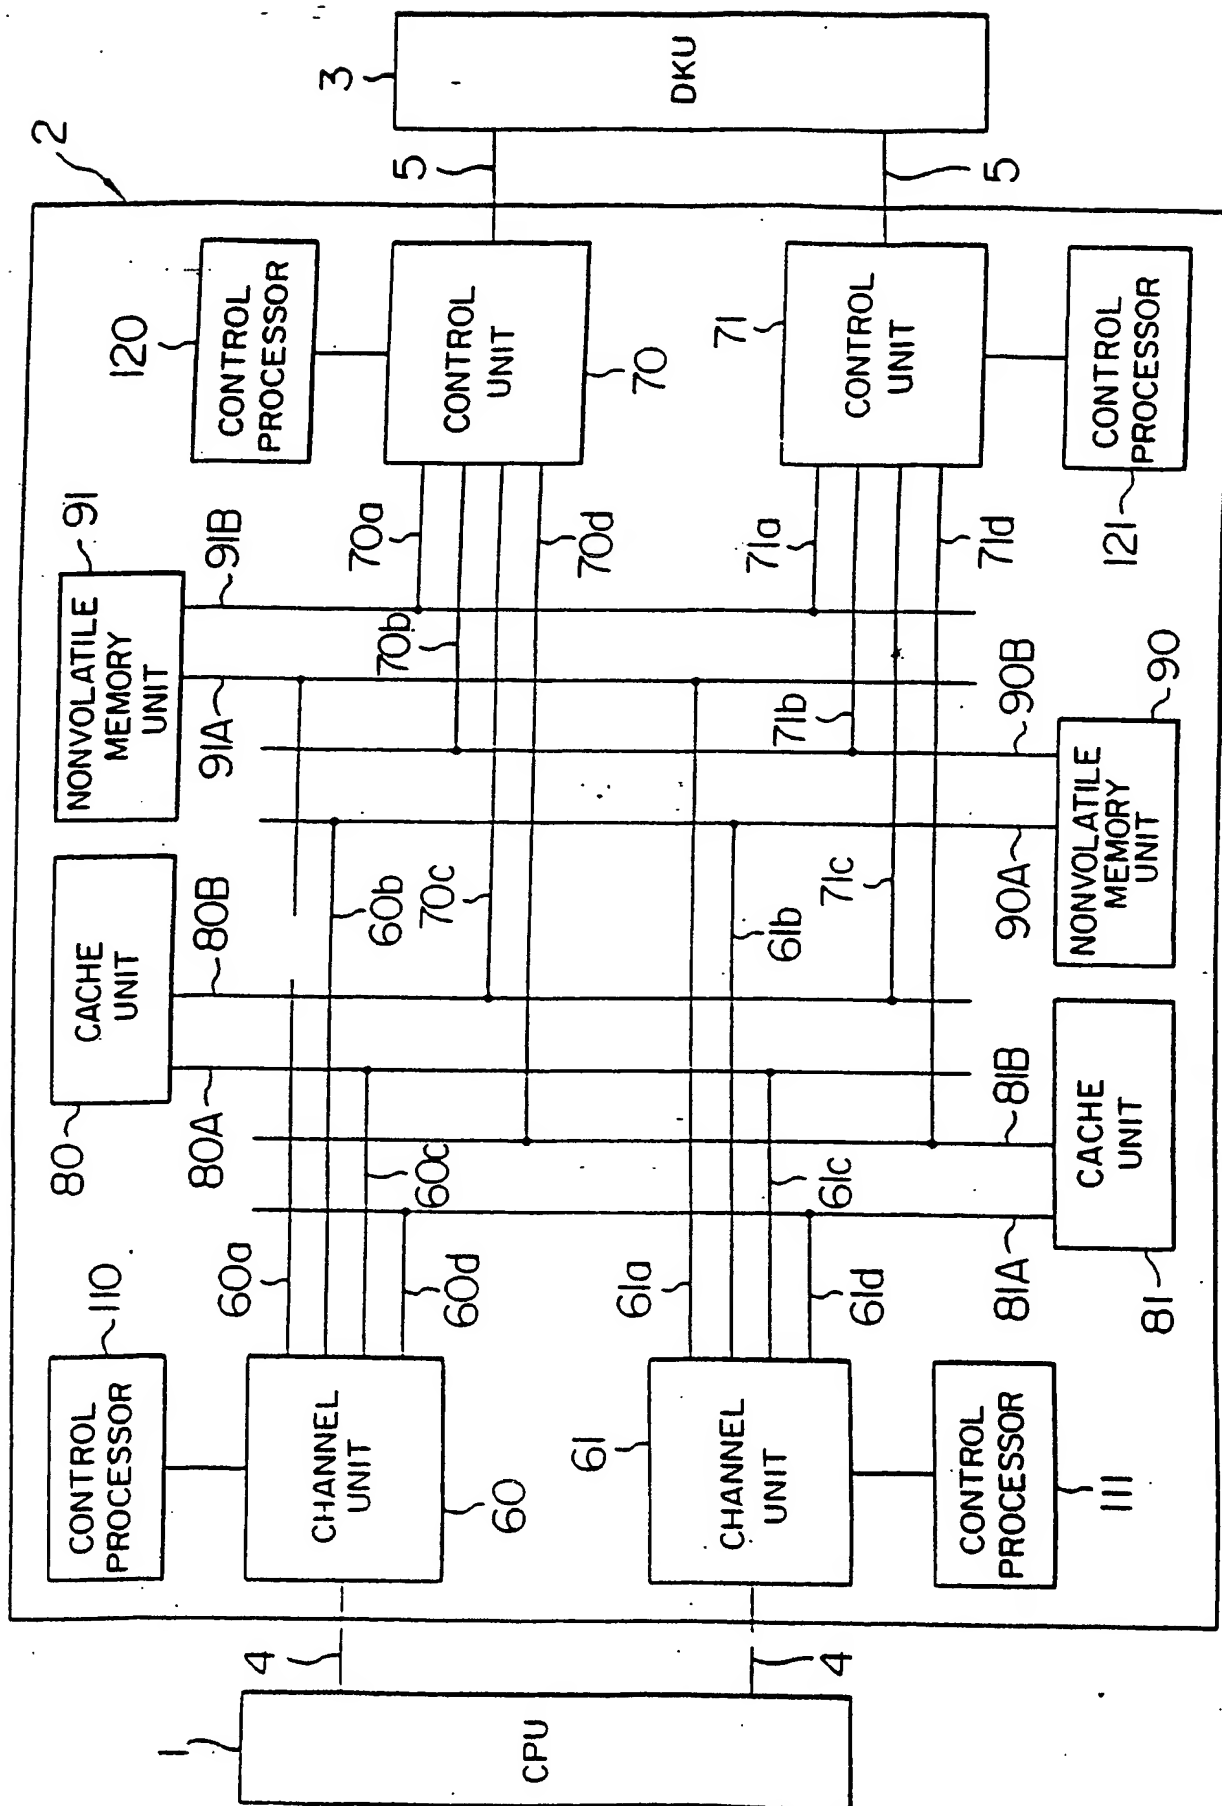 1
CPU
4
4
2
110
CONTROL
PROCESSOR
CHANNEL
UNIT
60
60a
60b
60c
60d
61
CHANNEL
UNIT
CONTROL
PROCESSOR
111
61a
61b
61c
61d
80
CACHE
UNIT
80A
80B
NONVOLATILE
MEMORY
UNIT
91
91A
91B
81
CACHE
UNIT
81A
81B
NONVOLATILE
MEMORY
UNIT
90
90A
90B
70a
70b
70c
70d
71a
71b
71c
71d
120
CONTROL
PROCESSOR
CONTROL
UNIT
70
71
CONTROL
UNIT
CONTROL
PROCESSOR
121
5
5
3
DKU